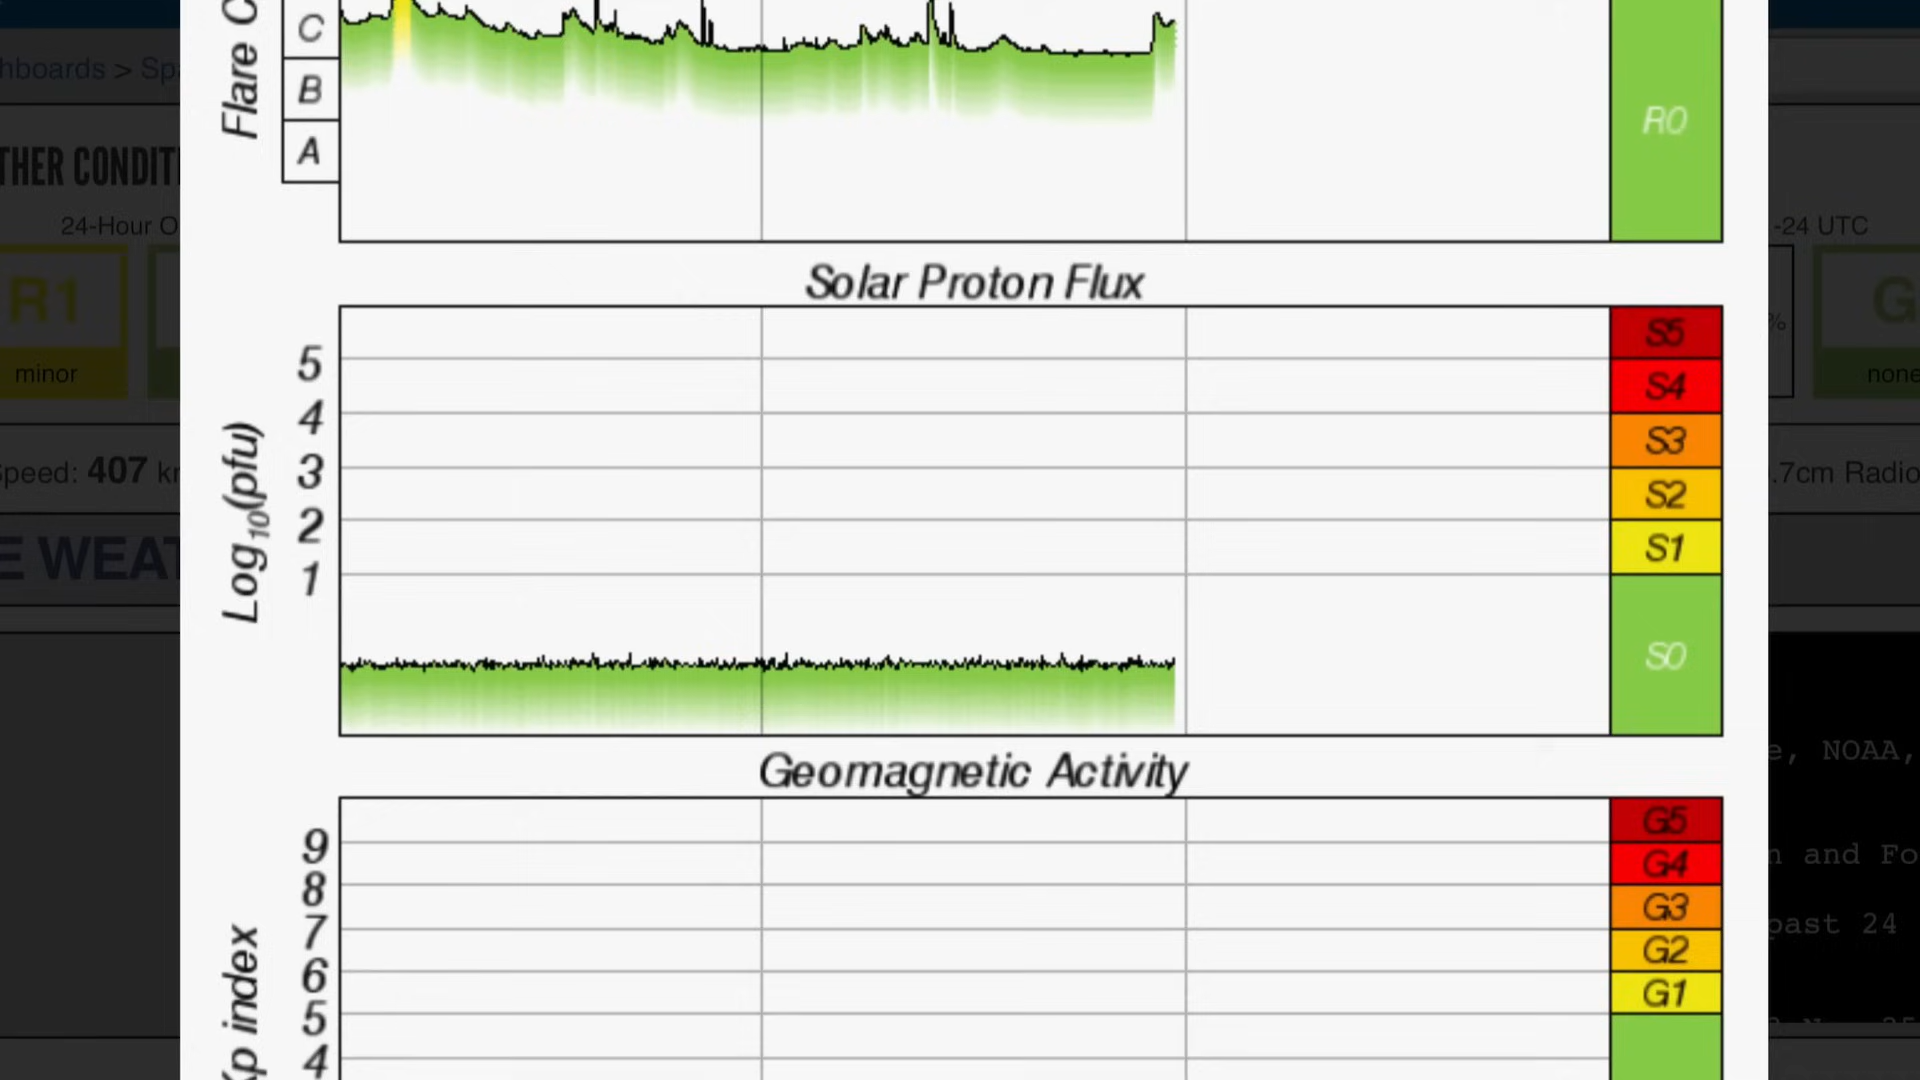 Flare C
C
B
A
R0
hboards > Sp
THER CONDIT
24-Hour O
-24 UTC
R1
minor
G
none
%
Solar Proton Flux
S5
S4
S3
S2
S1
S0
5
4
3
2
1
Log10(pfu)
Speed: 407 k
.7cm Radio
E WEAT
Geomagnetic Activity
e, NOAA,
n and Fo
past 24
G5
G4
G3
G2
G1
9
8
7
6
5
4
Kp index